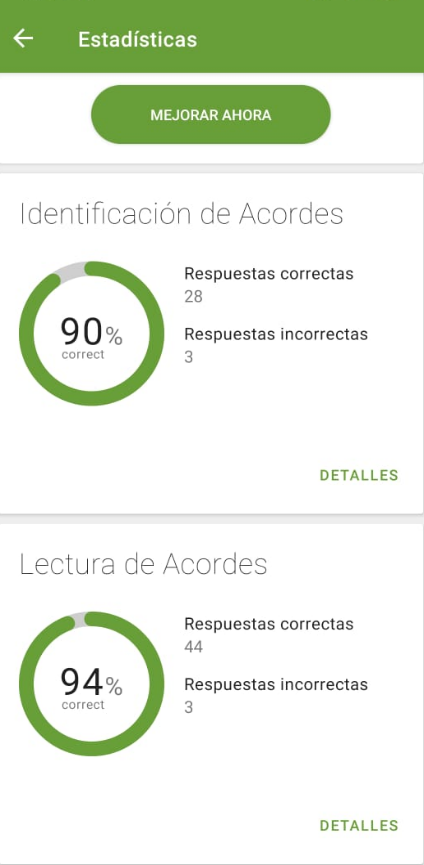 Estadísticas
MEJORAR AHORA
Identificación de Acordes
Respuestas correctas
28
90%
correct
Respuestas incorrectas
3
DETALLES
Lectura de Acordes
Respuestas correctas
44
94%
correct
Respuestas incorrectas
3
DETALLES